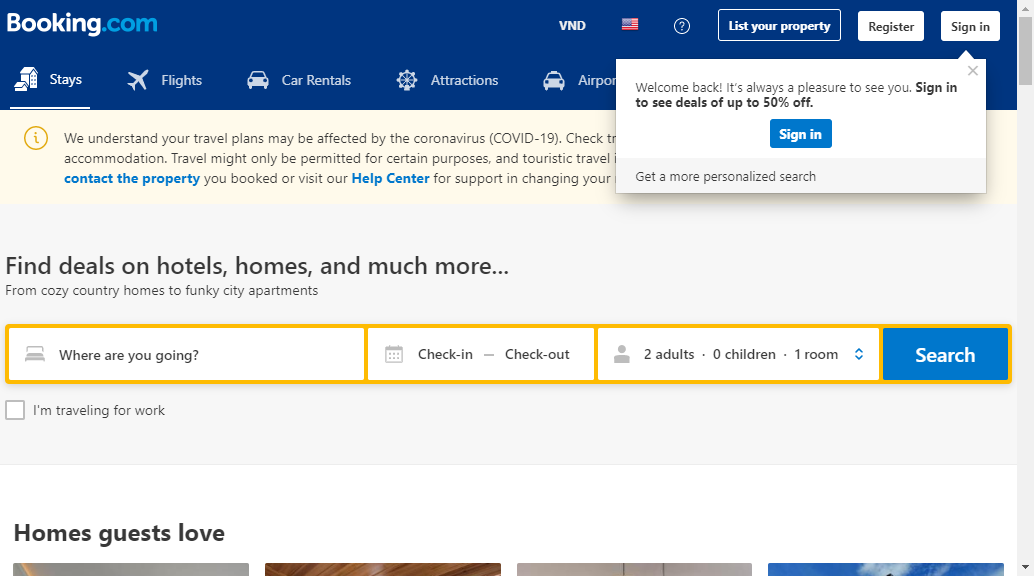 Booking.com
VND
List your property
Register
Sign in
Stays
Flights
Car Rentals
Attractions
Welcome back! It's always a pleasure to see you. Sign in
to see deals of up to 50% off.
Sign in
Get a more personalized search
We understand your travel plans may be affected by the coronavirus (COVID-19). Check
accommodation. Travel might only be permitted for certain purposes, and touristic travel
contact the property you booked or visit our Help Center for support in changing your
Find deals on hotels, homes, and much more...
From cozy country homes to funky city apartments
Where are you going?
Check-in — Check-out
2 adults · 0 children · 1 room
Search
I'm traveling for work
Homes guests love